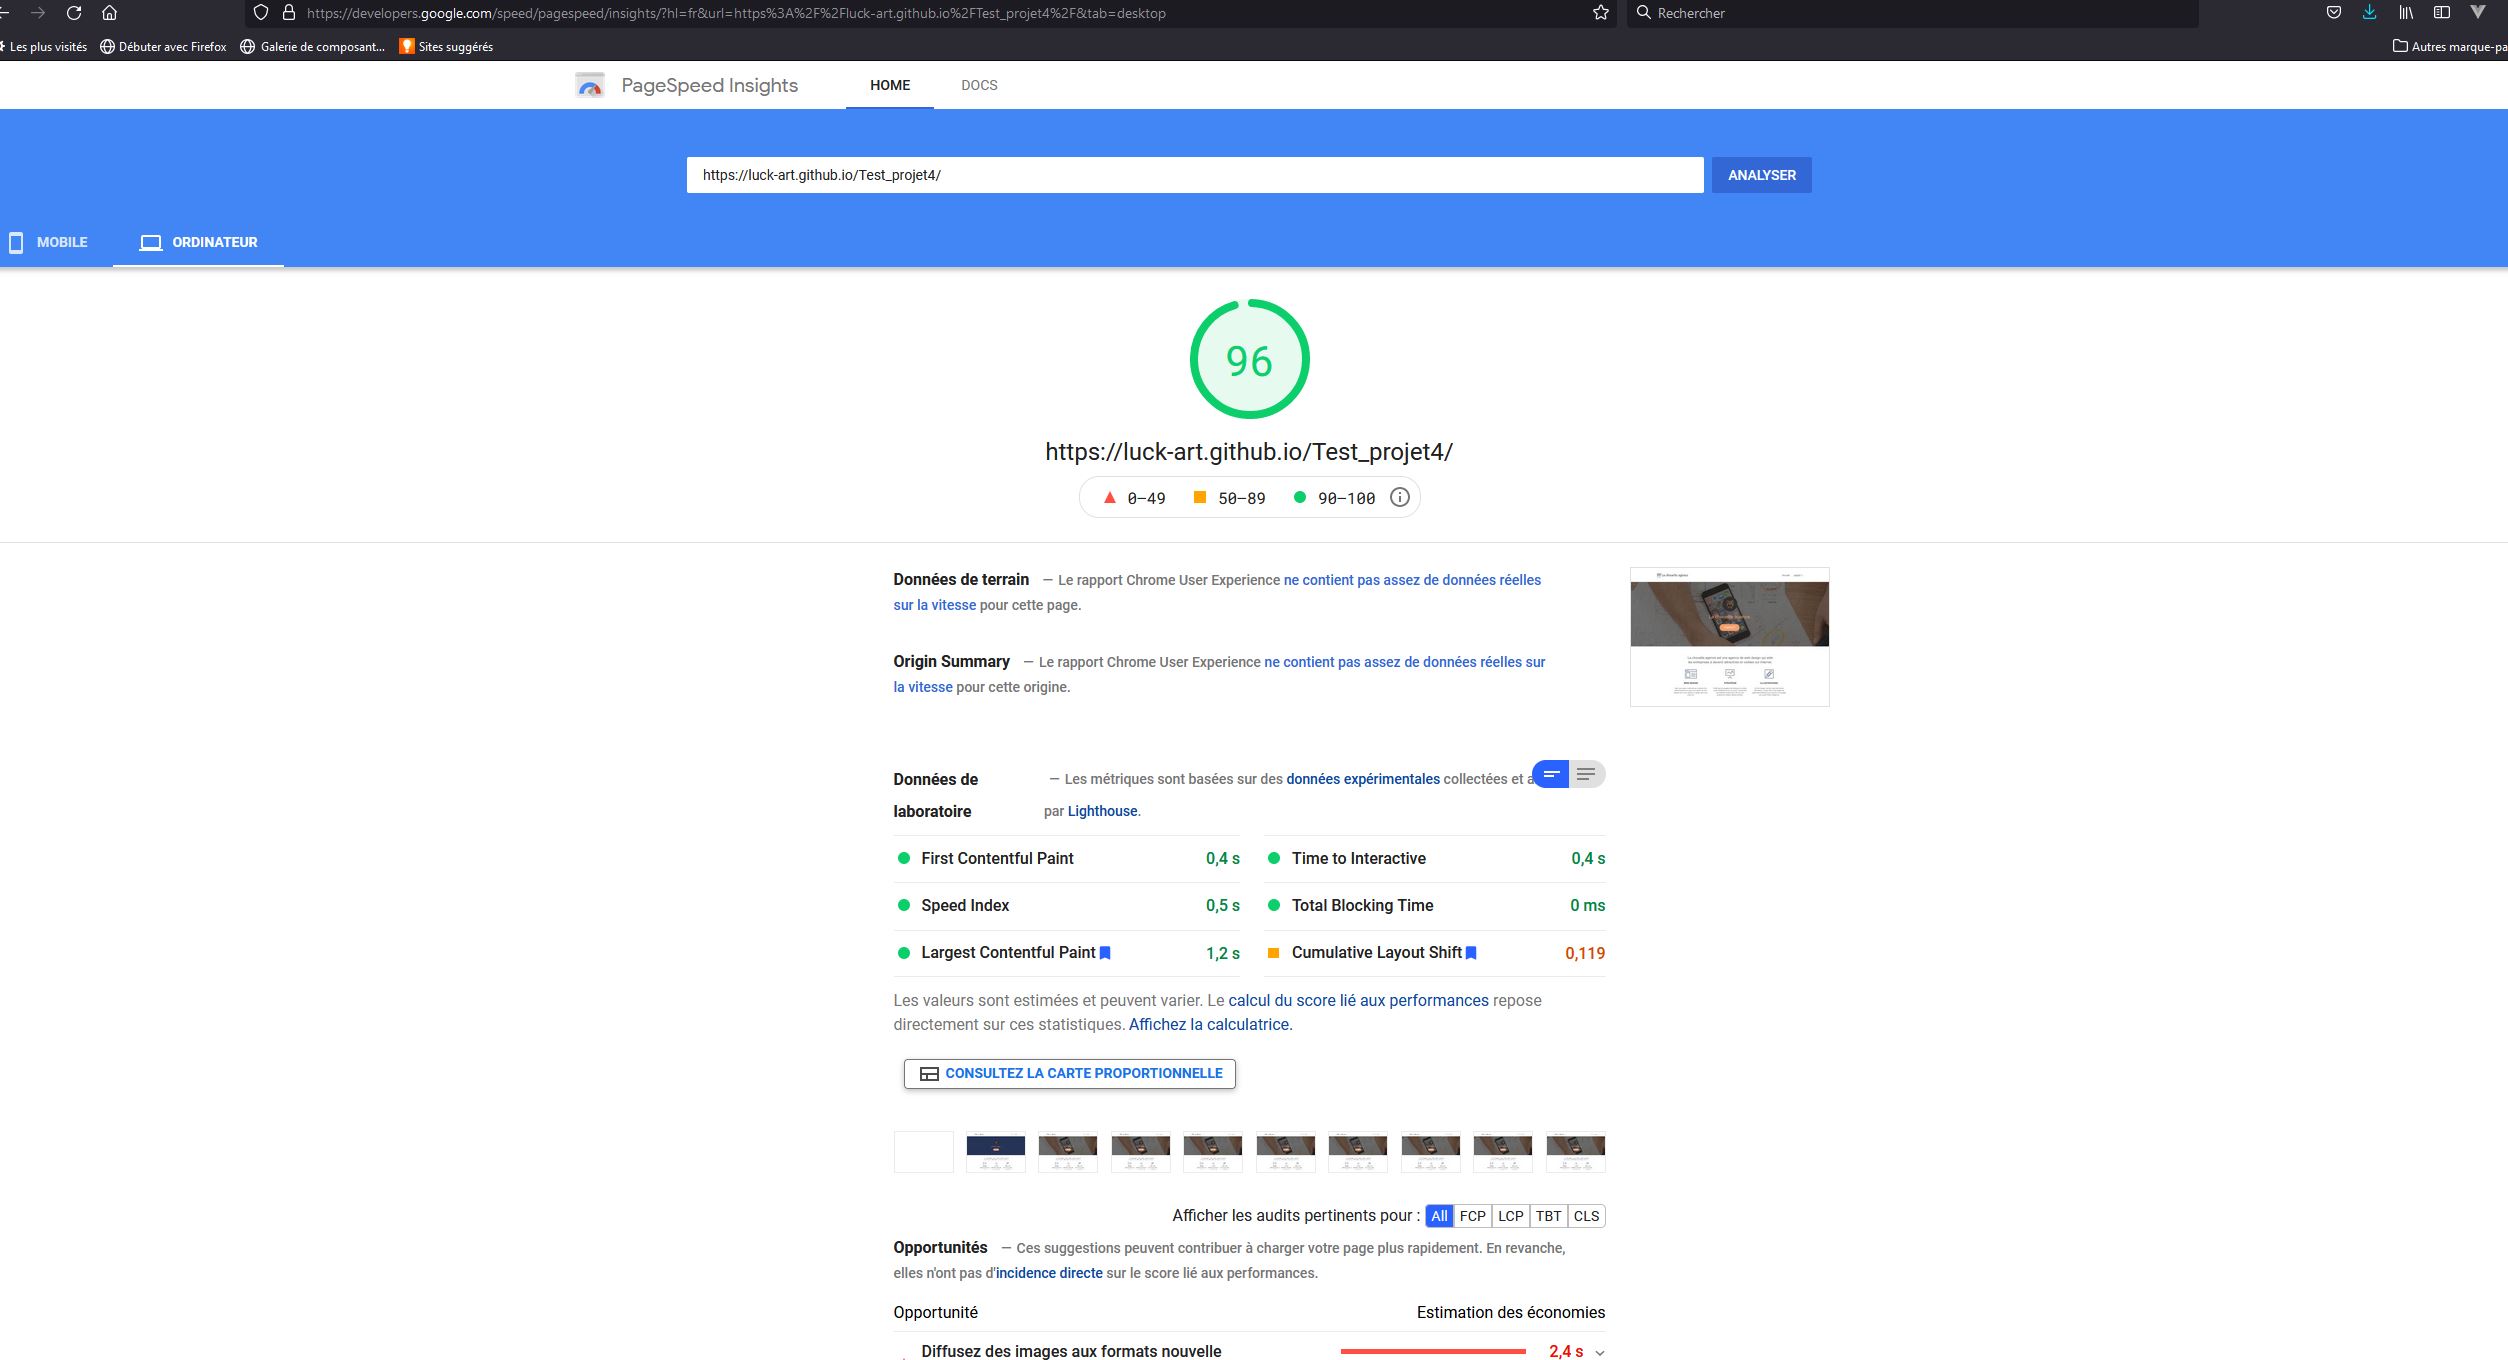 https://developers.google.com/speed/pagespeed/insights/?hl=fr&url=https%3A%2F%2Fluck-art.github.io%2FTest_projet4%2F&tab=desktop
Rechercher
Les plus visités
Débuter avec Firefox
Galerie de composant...
Sites suggérés
Autres marque-pa
PageSpeed Insights
HOME
DOCS
https://luck-art.github.io/Test_projet4/
ANALYSER
MOBILE
ORDINATEUR
96
https://luck-art.github.io/Test_projet4/
0–49
50–89
90–100
Données de terrain — Le rapport Chrome User Experience ne contient pas assez de données réelles
sur la vitesse pour cette page.
Origin Summary — Le rapport Chrome User Experience ne contient pas assez de données réelles sur
la vitesse pour cette origine.
Données de
laboratoire
— Les métriques sont basées sur des données expérimentales collectées et a
par Lighthouse.
First Contentful Paint 0,4 s
Time to Interactive 0,4 s
Speed Index 0,5 s
Total Blocking Time 0 ms
Largest Contentful Paint 1,2 s
Cumulative Layout Shift 0,119
Les valeurs sont estimées et peuvent varier. Le calcul du score lié aux performances repose
directement sur ces statistiques. Affichez la calculatrice.
CONSULTEZ LA CARTE PROPORTIONNELLE
Afficher les audits pertinents pour : All FCP LCP TBT CLS
Opportunités — Ces suggestions peuvent contribuer à charger votre page plus rapidement. En revanche,
elles n'ont pas d'incidence directe sur le score lié aux performances.
Opportunité Estimation des économies
Diffusez des images aux formats nouvelle 2,4 s